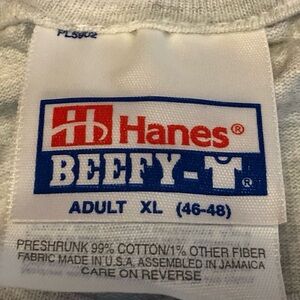 PL5902
Hanes®
BEEFY-T®
ADULT XL (46-48)
PRESHRUNK 99% COTTON/1% OTHER FIBER
FABRIC MADE IN U.S.A. ASSEMBLED IN JAMAICA
CARE ON REVERSE